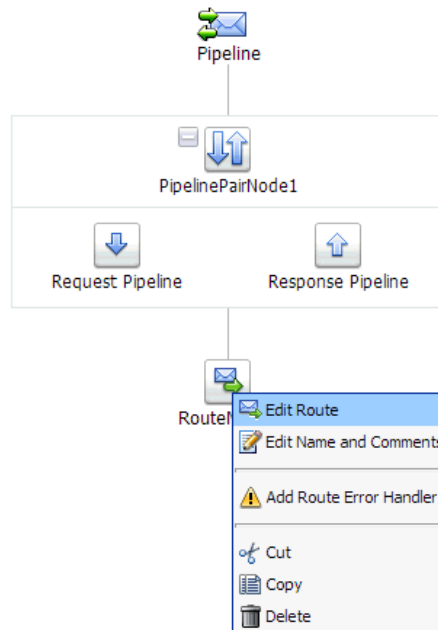 Pipeline
PipelinePairNode1
Request Pipeline Response Pipeline
Edit Route
Edit Name and Comments
Add Route Error Handler
Cut
Copy
Delete